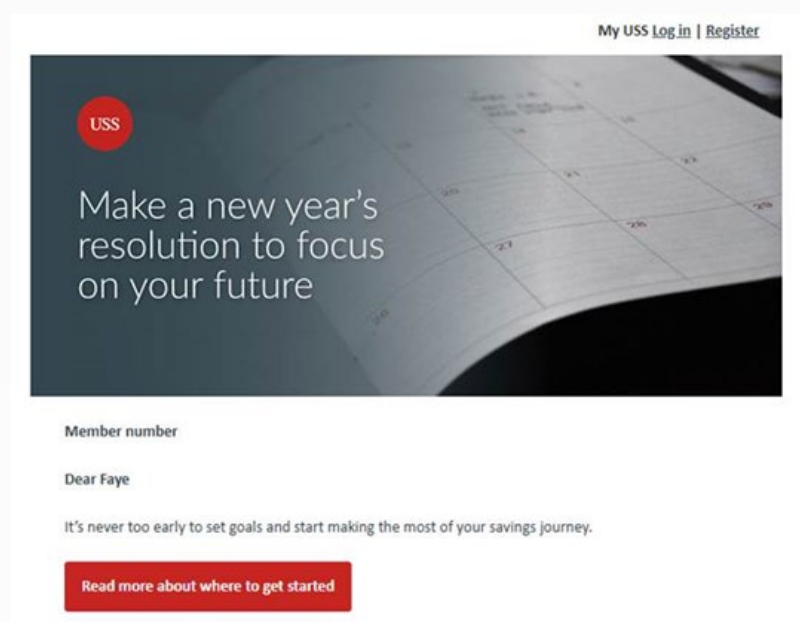 My USS Log in | Register
USS
Make a new year's
resolution to focus
on your future
Member number
Dear Faye
It's never too early to set goals and start making the most of your savings journey.
Read more about where to get started